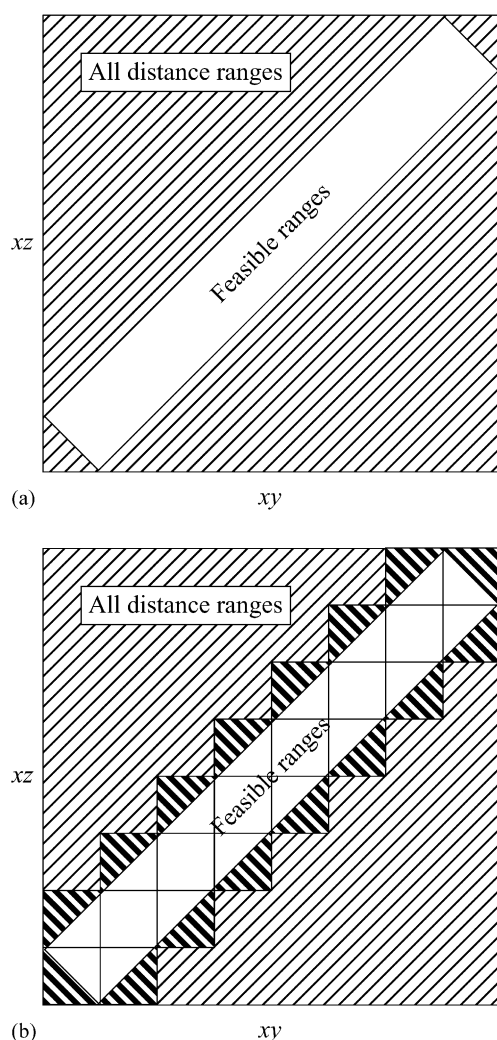 All distance ranges
Feasible ranges
xz
(a)
xy
All distance ranges
Feasible ranges
xz
(b)
xy